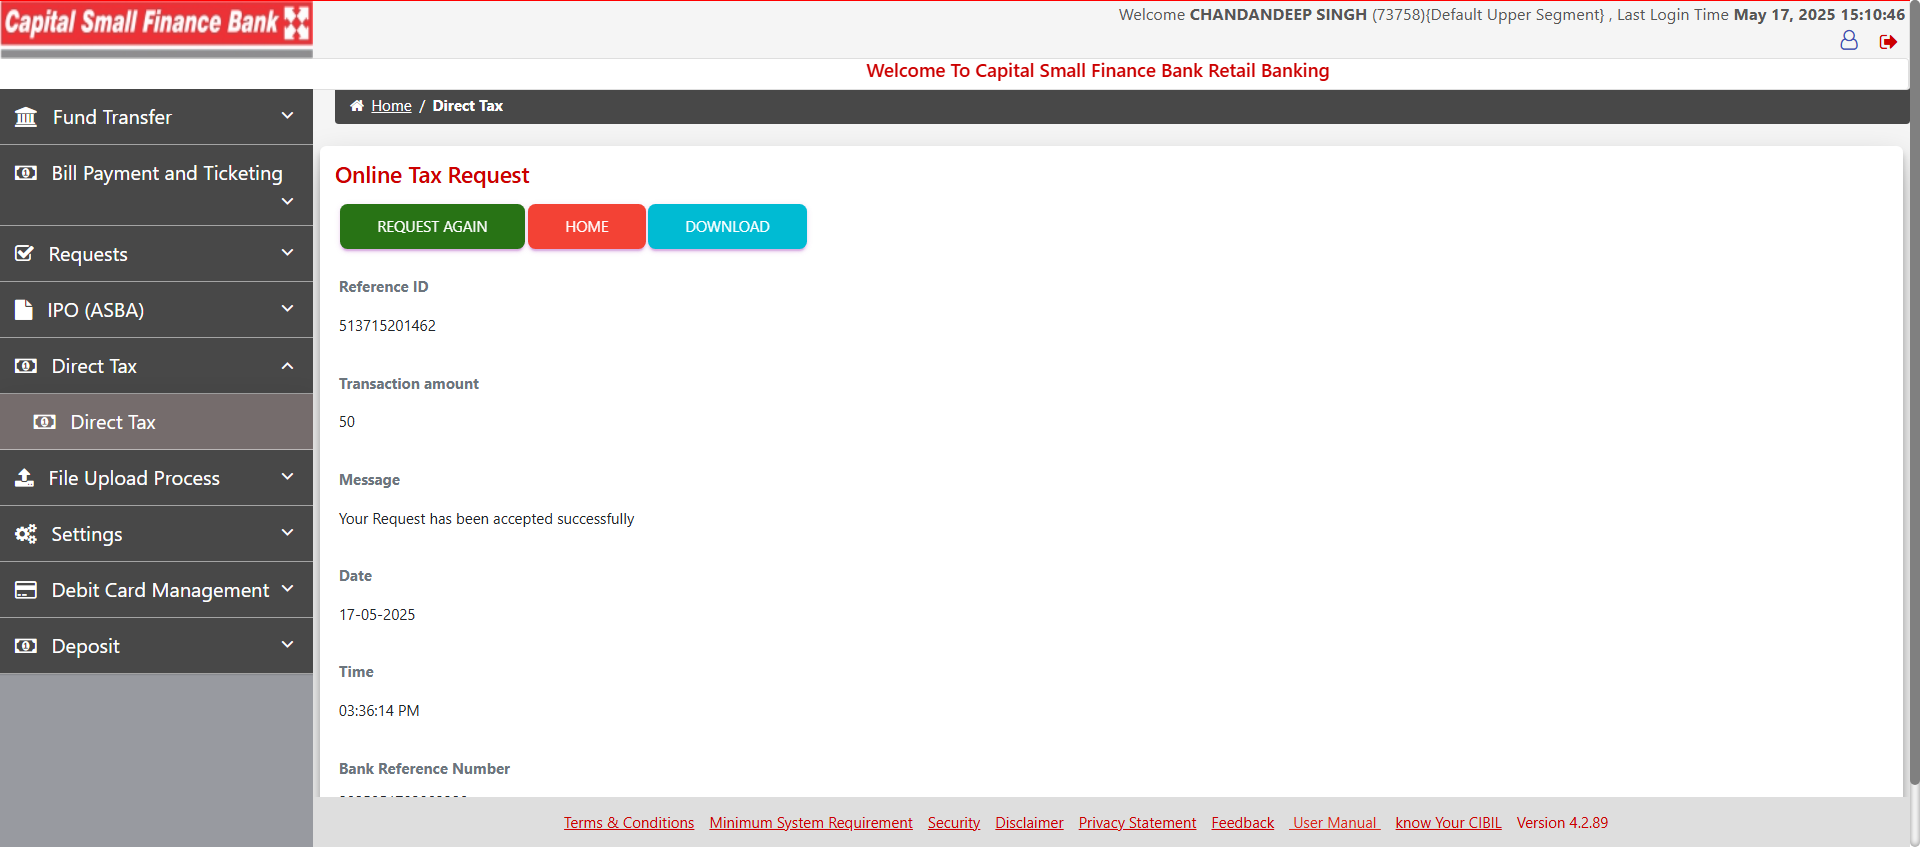 Capital Small Finance Bank
Welcome CHANDANDEEP SINGH (73758){Default Upper Segment} , Last Login Time May 17, 2025 15:10:46
Welcome To Capital Small Finance Bank Retail Banking
Fund Transfer
Bill Payment and Ticketing
Requests
IPO (ASBA)
Direct Tax
Direct Tax
File Upload Process
Settings
Debit Card Management
Deposit
Home / Direct Tax
Online Tax Request
REQUEST AGAIN HOME DOWNLOAD
Reference ID
513715201462
Transaction amount
50
Message
Your Request has been accepted successfully
Date
17-05-2025
Time
03:36:14 PM
Bank Reference Number
Terms & Conditions Minimum System Requirement Security Disclaimer Privacy Statement Feedback User Manual know Your CIBIL Version 4.2.89